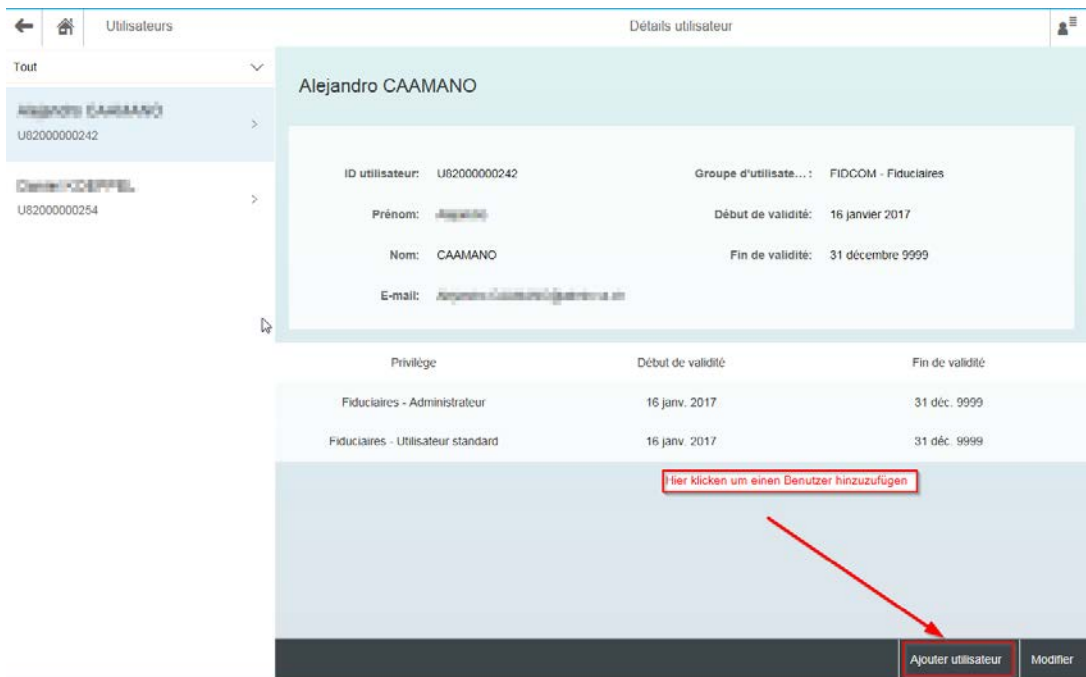 Utilisateurs
Détails utilisateur
Tout
U82000000242
U82000000254
Alejandro CAAMANO
ID utilisateur: U82000000242
Groupe d'utilisate... : FIDCOM - Fiduciaires
Prénom:
Début de validité: 16 janvier 2017
Nom: CAAMANO
Fin de validité: 31 décembre 9999
E-mail:
Privilège Début de validité Fin de validité
Fiduciaires - Administrateur 16 janv. 2017 31 déc. 9999
Fiduciaires - Utilisateur standard 16 janv. 2017 31 déc. 9999
Hier klicken um einen Benutzer hinzuzufügen
Ajouter utilisateur Modifier